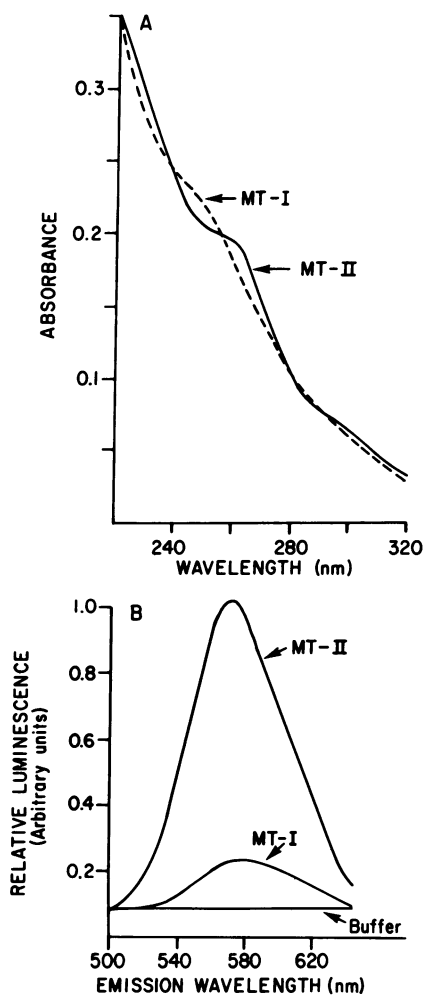 A
0.3
0.2
0.1
ABSORBANCE
MT-I
MT-II
240 280 320
WAVELENGTH (nm)
B
1.0
0.8
0.6
0.4
0.2
RELATIVE LUMINESCENCE
(Arbitrary units)
MT-II
MT-I
Buffer
500 540 580 620
EMISSION WAVELENGTH (nm)